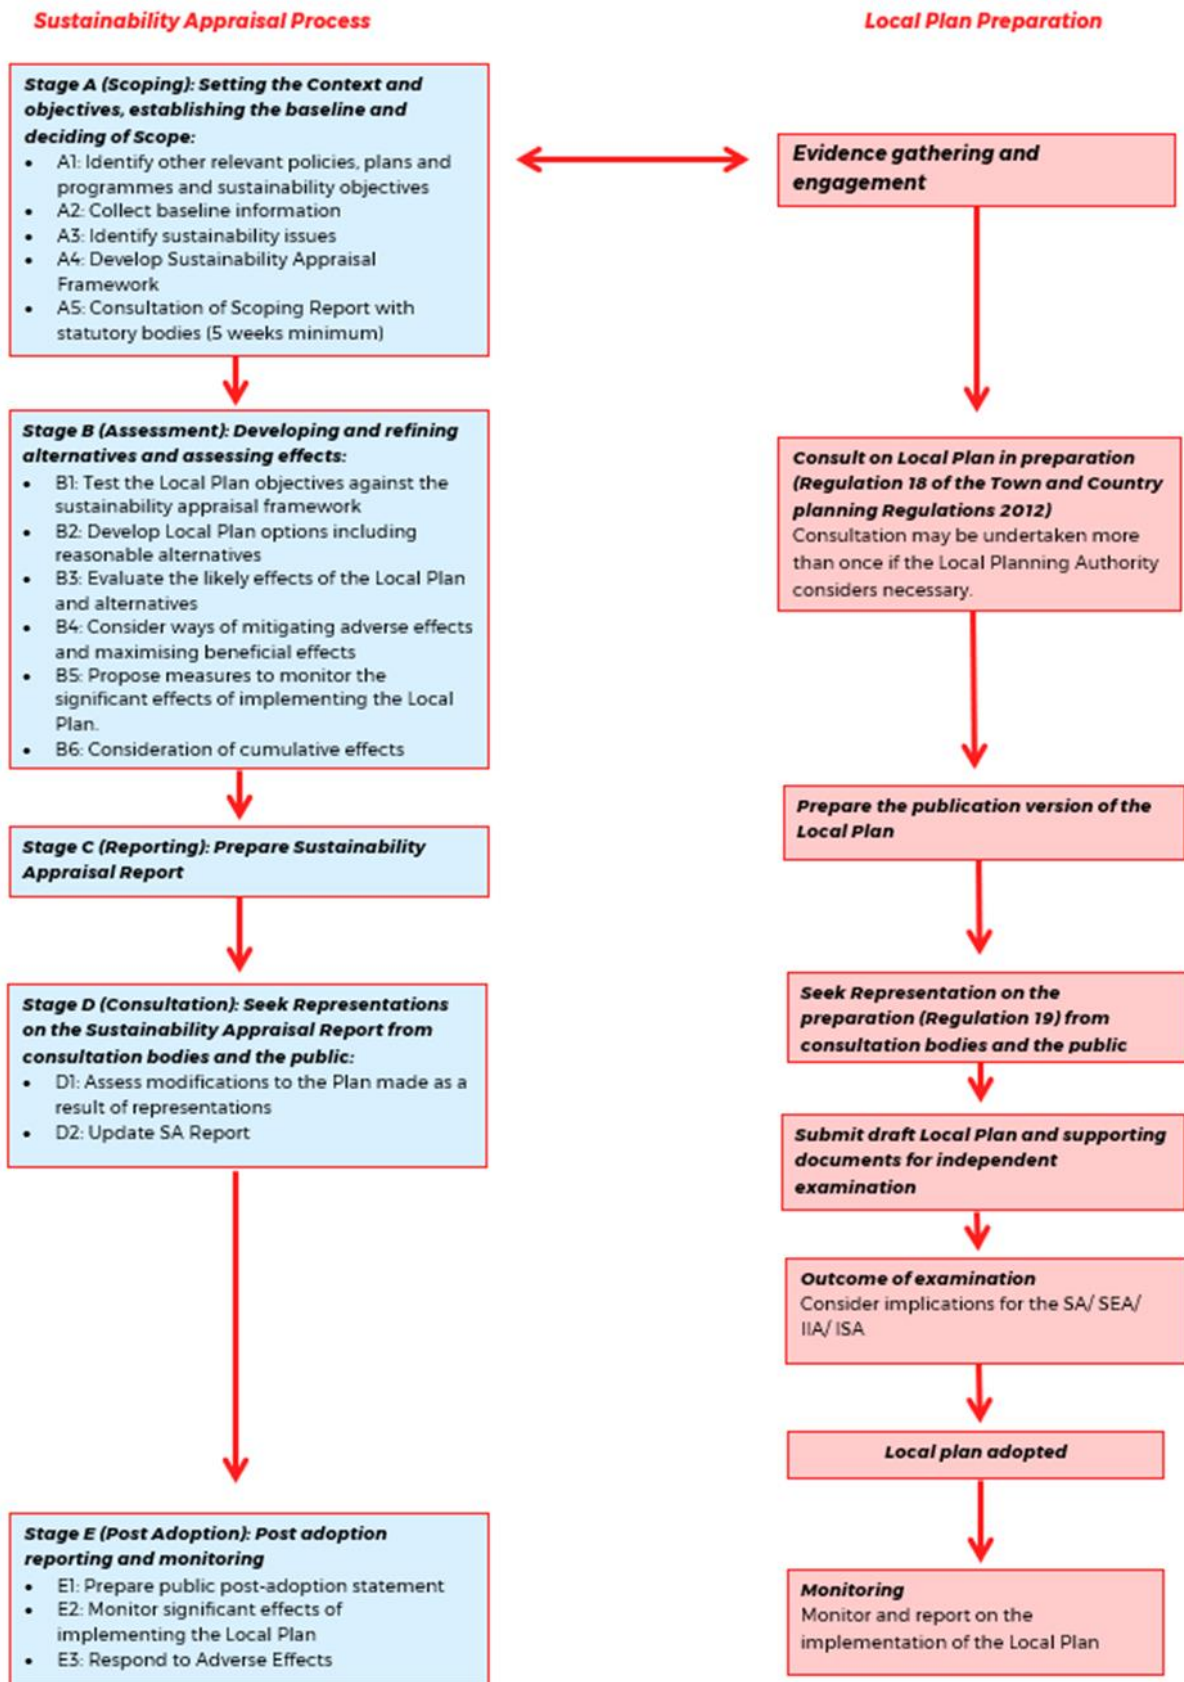 Sustainability Appraisal Process
Local Plan Preparation
Stage A (Scoping): Setting the Context and
objectives, establishing the baseline and
deciding of Scope:
• A1: Identify other relevant policies, plans and
programmes and sustainability objectives
• A2: Collect baseline information
• A3: Identify sustainability issues
• A4: Develop Sustainability Appraisal
Framework
• A5: Consultation of Scoping Report with
statutory bodies (5 weeks minimum)
Evidence gathering and
engagement
Stage B (Assessment): Developing and refining
alternatives and assessing effects:
• B1: Test the Local Plan objectives against the
sustainability appraisal framework
• B2: Develop Local Plan options including
reasonable alternatives
• B3: Evaluate the likely effects of the Local Plan
and alternatives
• B4: Consider ways of mitigating adverse effects
and maximising beneficial effects
• B5: Propose measures to monitor the
significant effects of implementing the Local
Plan.
• B6: Consideration of cumulative effects
Consult on Local Plan in preparation
(Regulation 18 of the Town and Country
planning Regulations 2012)
Consultation may be undertaken more
than once if the Local Planning Authority
considers necessary.
Stage C (Reporting): Prepare Sustainability
Appraisal Report
Prepare the publication version of the
Local Plan
Stage D (Consultation): Seek Representations
on the Sustainability Appraisal Report from
consultation bodies and the public:
• D1: Assess modifications to the Plan made as a
result of representations
• D2: Update SA Report
Seek Representation on the
preparation (Regulation 19) from
consultation bodies and the public
Submit draft Local Plan and supporting
documents for independent
examination
Outcome of examination
Consider implications for the SA/ SEA/
IIA/ ISA
Local plan adopted
Stage E (Post Adoption): Post adoption
reporting and monitoring
• E1: Prepare public post-adoption statement
• E2: Monitor significant effects of
implementing the Local Plan
• E3: Respond to Adverse Effects
Monitoring
Monitor and report on the
implementation of the Local Plan